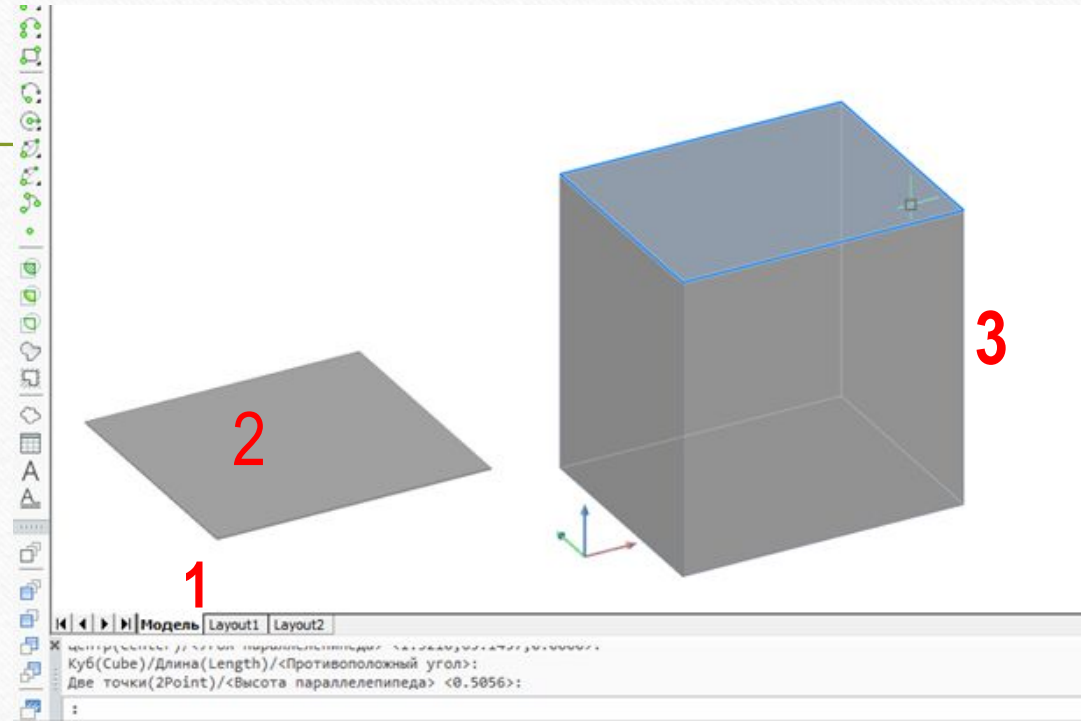 3
2
1
Модель Layout1 Layout2
Куб(Cube)/Длина(Length)/<Противоположный угол>:
Две точки(2Point)/<Высота параллелепипеда> <0.5056>:
: